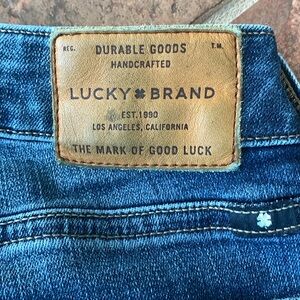 REG. DURABLE GOODS T.M.
HANDCRAFTED
LUCKY BRAND
EST.1990
LOS ANGELES, CALIFORNIA
THE MARK OF GOOD LUCK